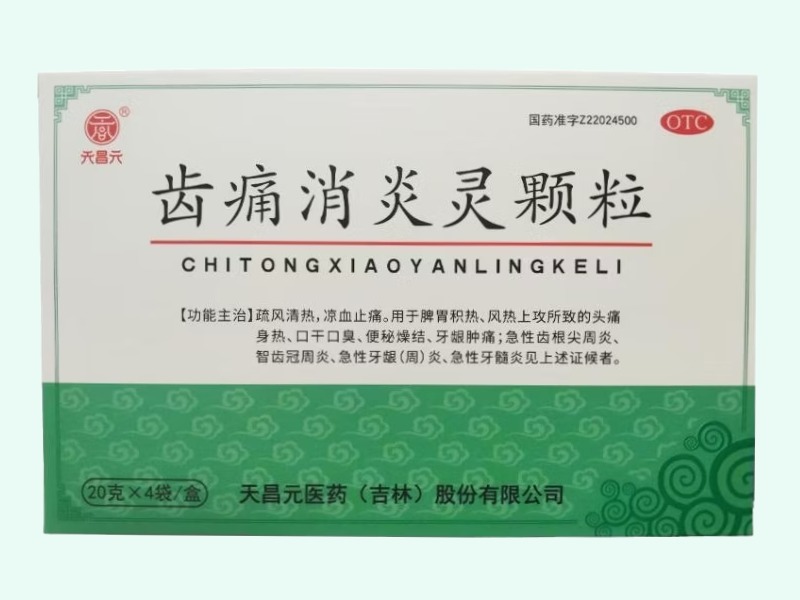 国药准字Z22024500
OTC
®
天昌元
齿痛消炎灵颗粒
CHITONGXIAOYANLINGKELI
【功能主治】疏风清热，凉血止痛。用于脾胃积热、风热上攻所致的头痛
身热、口干口臭、便秘燥结、牙龈肿痛；急性齿根尖周炎、
智齿冠周炎、急性牙龈（周）炎、急性牙髓炎见上述证候者。
20克×4袋/盒
天昌元医药（吉林）股份有限公司